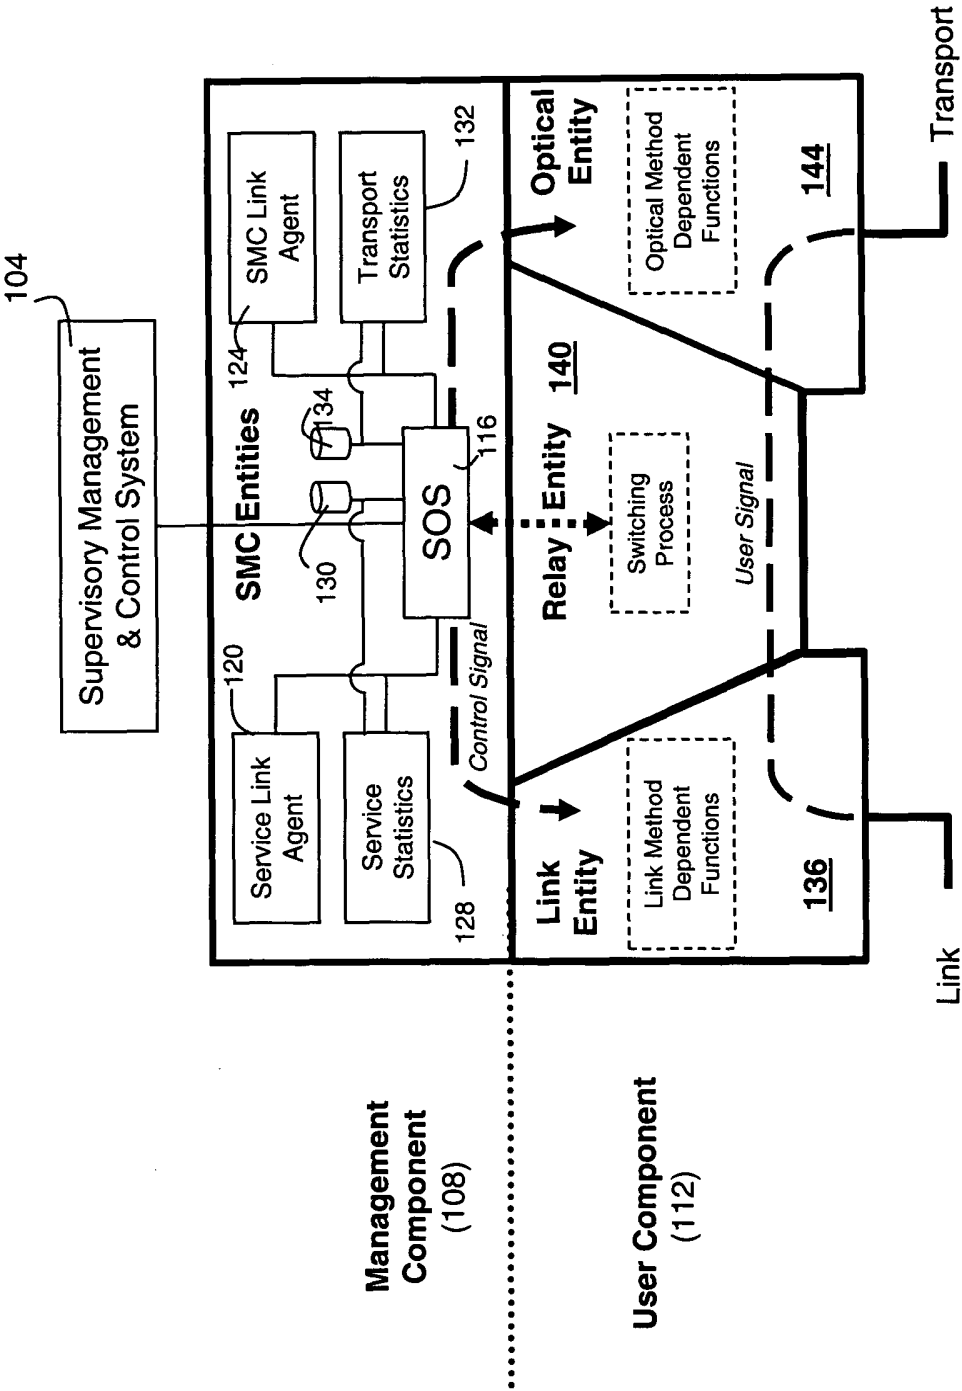 104
Supervisory Management
& Control System
SMC Entities
120
Service Link
Agent
Service
Statistics
128
130
134
124
SMC Link
Agent
Transport
Statistics
132
SOS
116
Control Signal
Management
Component
(108)
User Component
(112)
Link
Entity
Link Method
Dependent
Functions
136
Relay Entity
140
Switching
Process
User Signal
Optical
Entity
Optical Method
Dependent
Functions
144
Link
Transport